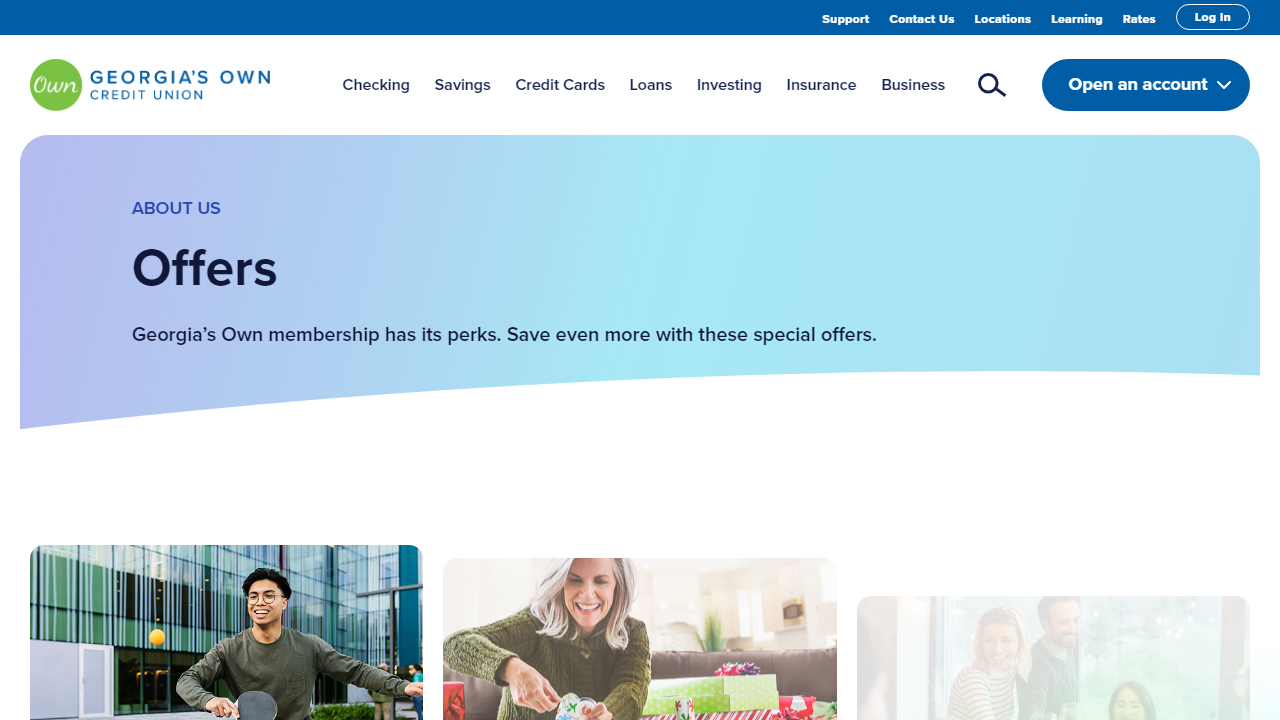 Support Contact Us Locations Learning Rates Log In
Own GEORGIA'S OWN
CREDIT UNION
Checking Savings Credit Cards Loans Investing Insurance Business Open an account
ABOUT US
Offers
Georgia’s Own membership has its perks. Save even more with these special offers.